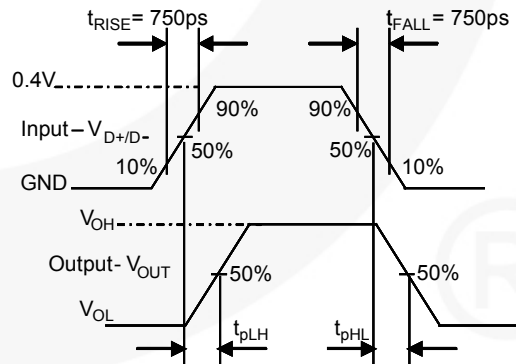 tRISE= 750ps
tFALL= 750ps
0.4V
90%
90%
Input–VD+/D-
50%
50%
10%
10%
GND
VOH
Output-VOUT
50%
50%
VOL
tpLH
tpHL
®